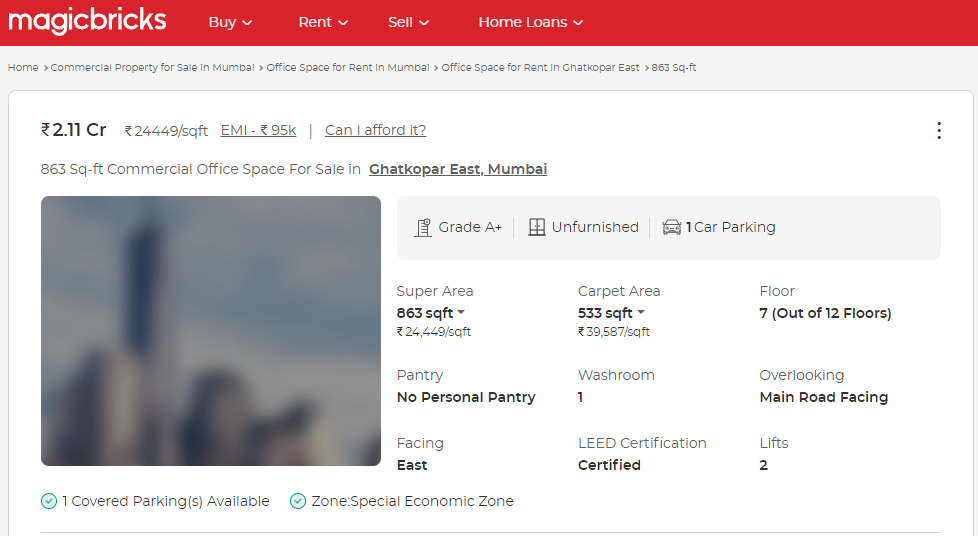 magicbricks Buy Rent Sell Home Loans
Home > Commercial Property for Sale in Mumbai > Office Space for Rent in Mumbai > Office Space for Rent in Ghatkopar East > 863 Sq-ft
₹2.11 Cr ₹24449/sqft EMI - ₹ 95k | Can I afford it?
863 Sq-ft Commercial Office Space For Sale in Ghatkopar East, Mumbai
Grade A+ Unfurnished 1 Car Parking
Super Area Carpet Area Floor
863 sqft 533 sqft 7 (Out of 12 Floors)
₹24,449/sqft ₹39,587/sqft
Pantry Washroom Overlooking
No Personal Pantry 1 Main Road Facing
Facing LEED Certification Lifts
East Certified 2
1 Covered Parking(s) Available Zone:Special Economic Zone